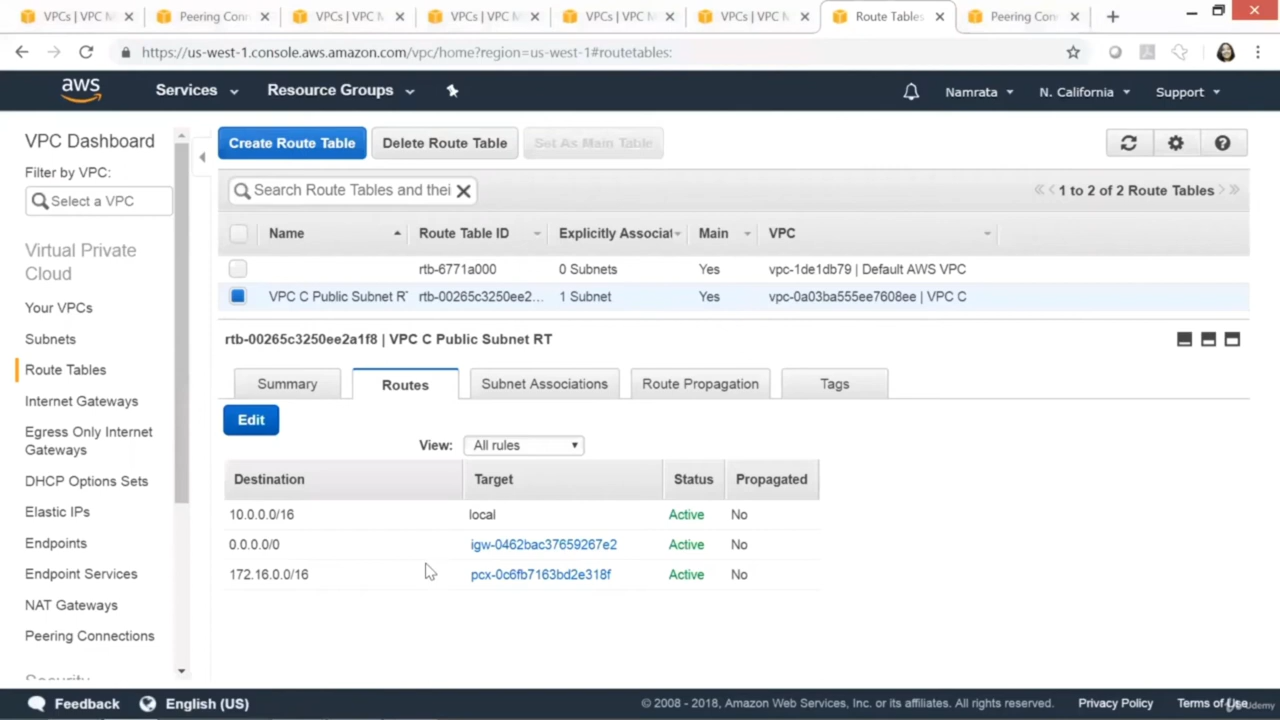 VPCs | VPC M
Peering Conn
VPCs | VPC M
VPCs | VPC M
VPCs | VPC M
VPCs | VPC M
Route Tables
Peering Conn
https://us-west-1.console.aws.amazon.com/vpc/home?region=us-west-1#routetables:
aws Services Resource Groups Namrata N. California Support
VPC Dashboard
Filter by VPC:
Select a VPC
Virtual Private
Cloud
Your VPCs
Subnets
Route Tables
Internet Gateways
Egress Only Internet
Gateways
DHCP Options Sets
Elastic IPs
Endpoints
Endpoint Services
NAT Gateways
Peering Connections
Create Route Table Delete Route Table Set As Main Table
Search Route Tables and thei 1 to 2 of 2 Route Tables
Name Route Table ID Explicitly Associat Main VPC
rtb-6771a000 0 Subnets Yes vpc-1de1db79 | Default AWS VPC
VPC C Public Subnet RT rtb-00265c3250ee2... 1 Subnet Yes vpc-0a03ba555ee7608ee | VPC C
rtb-00265c3250ee2a1f8 | VPC C Public Subnet RT
Summary Routes Subnet Associations Route Propagation Tags
Edit
View: All rules
Destination Target Status Propagated
10.0.0.0/16 local Active No
0.0.0.0/0 igw-0462bac37659267e2 Active No
172.16.0.0/16 pcx-0c6fb7163bd2e318f Active No
Feedback English (US) © 2008 - 2018, Amazon Web Services, Inc. or its affiliates. All rights reserved. Privacy Policy Terms of Use
Udemy